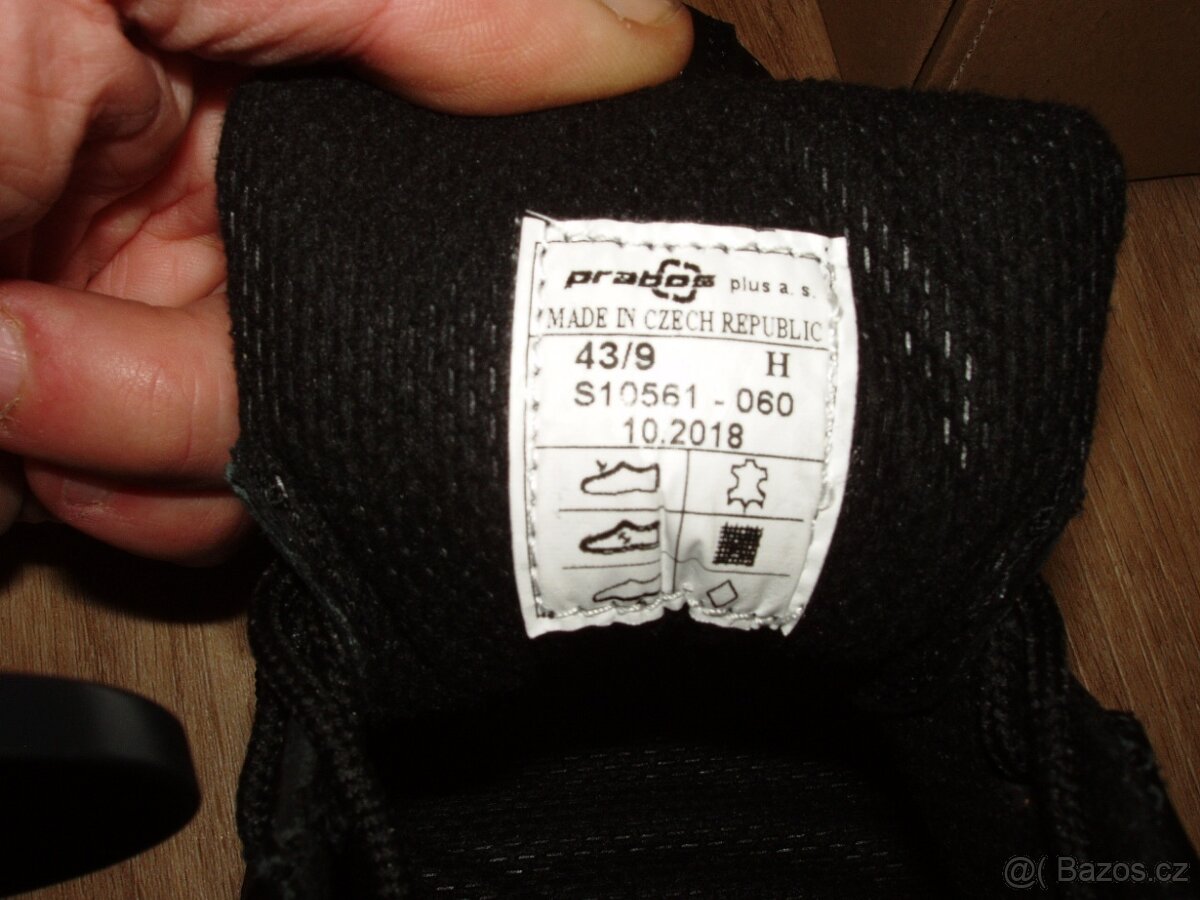 prabos plus a. s.
MADE IN CZECH REPUBLIC
43/9 H
S10561 - 060
10.2018
@( Bazos.cz